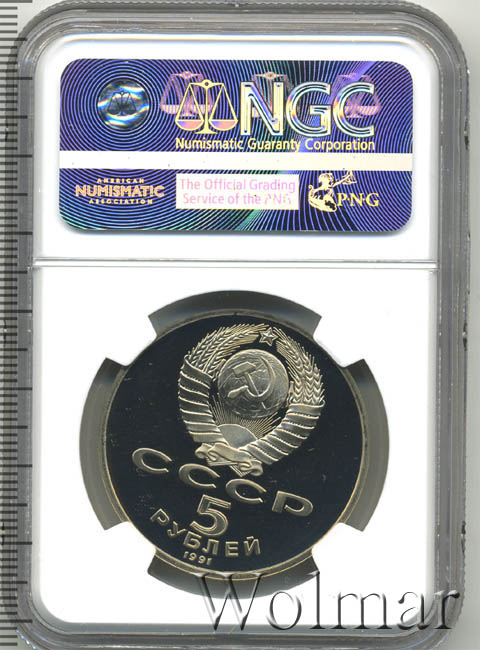 NGC
Numismatic Guaranty Corporation
AMERICAN
NUMISMATIC
ASSOCIATION
The Official Grading
Service of the ANA
PNG
СССР
5
РУБЛЕЙ
1991
Wolmar